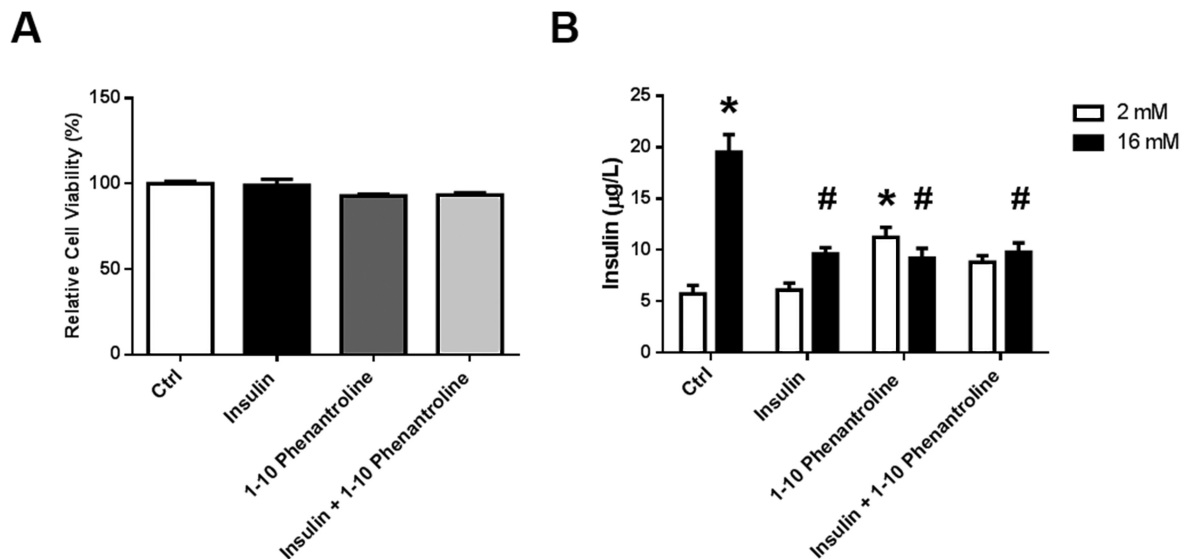 A
B
Relative Cell Viability (%)
150
100
50
0
Ctrl
Insulin
1-10 Phenantroline
Insulin + 1-10 Phenantroline
Insulin (µg/L)
25
20
15
10
5
0
*
#
*
#
#
Ctrl
Insulin
1-10 Phenantroline
Insulin + 1-10 Phenantroline
2 mM
16 mM